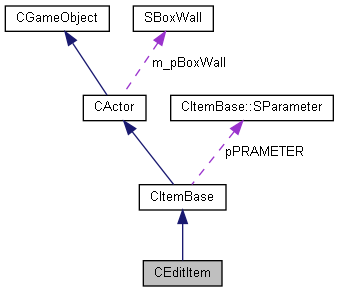 CGameObject
SBoxWall
m_pBoxWall
CActor
CItemBase::SParameter
pPRAMETER
CItemBase
CEditItem